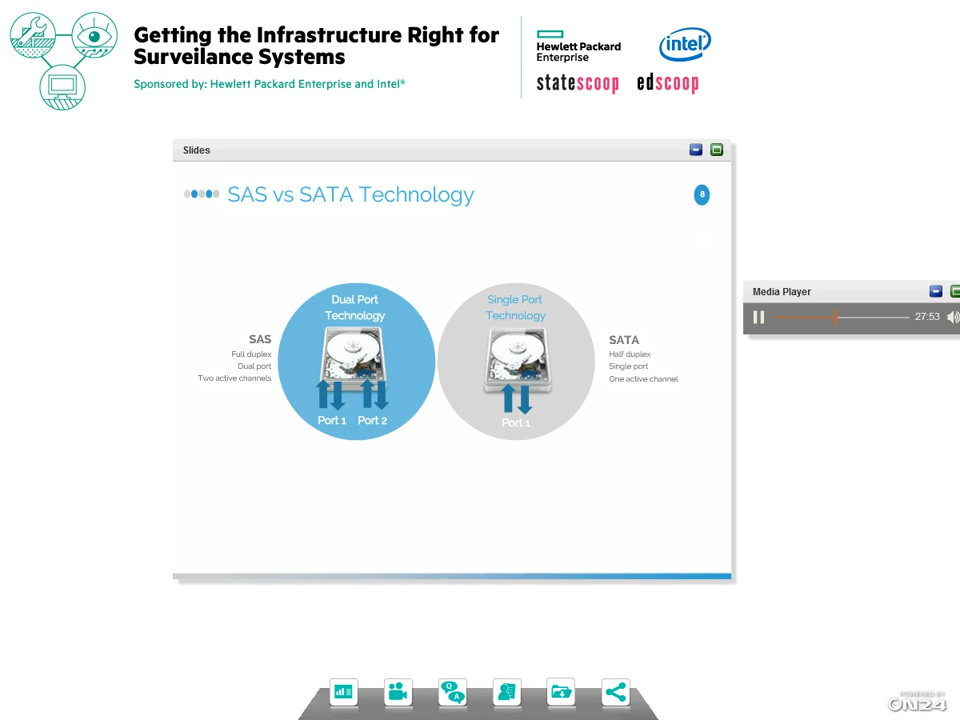 Getting the Infrastructure Right for
Surveilance Systems
Sponsored by: Hewlett Packard Enterprise and Intel®
Hewlett Packard
Enterprise
intel®
statescoop edscoop
Slides
SAS vs SATA Technology
8
Dual Port
Technology
SAS
Full duplex
Dual port
Two active channels
Port 1 Port 2
Single Port
Technology
SATA
Half duplex
Single port
One active channel
Port 1
Media Player
27:53
Q
A
POWERED BY
ON24